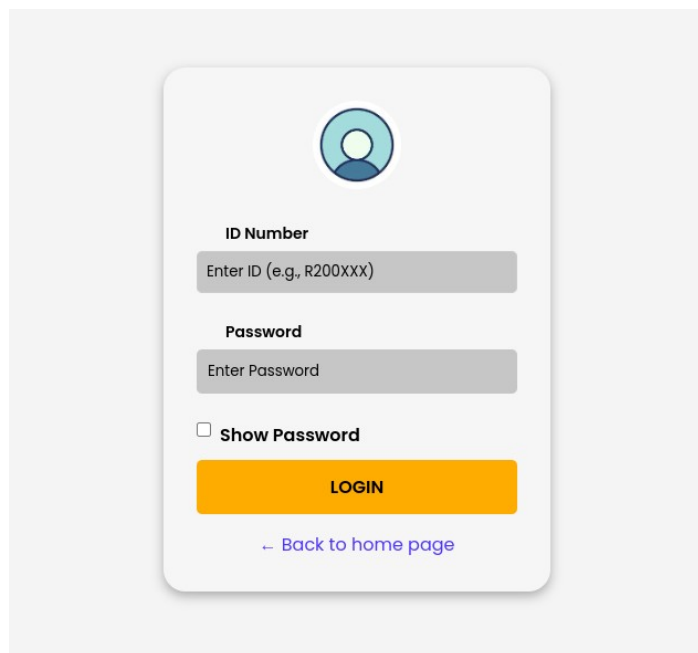 ID Number
Enter ID (e.g., R200XXX)
Password
Enter Password
Show Password
LOGIN
← Back to home page